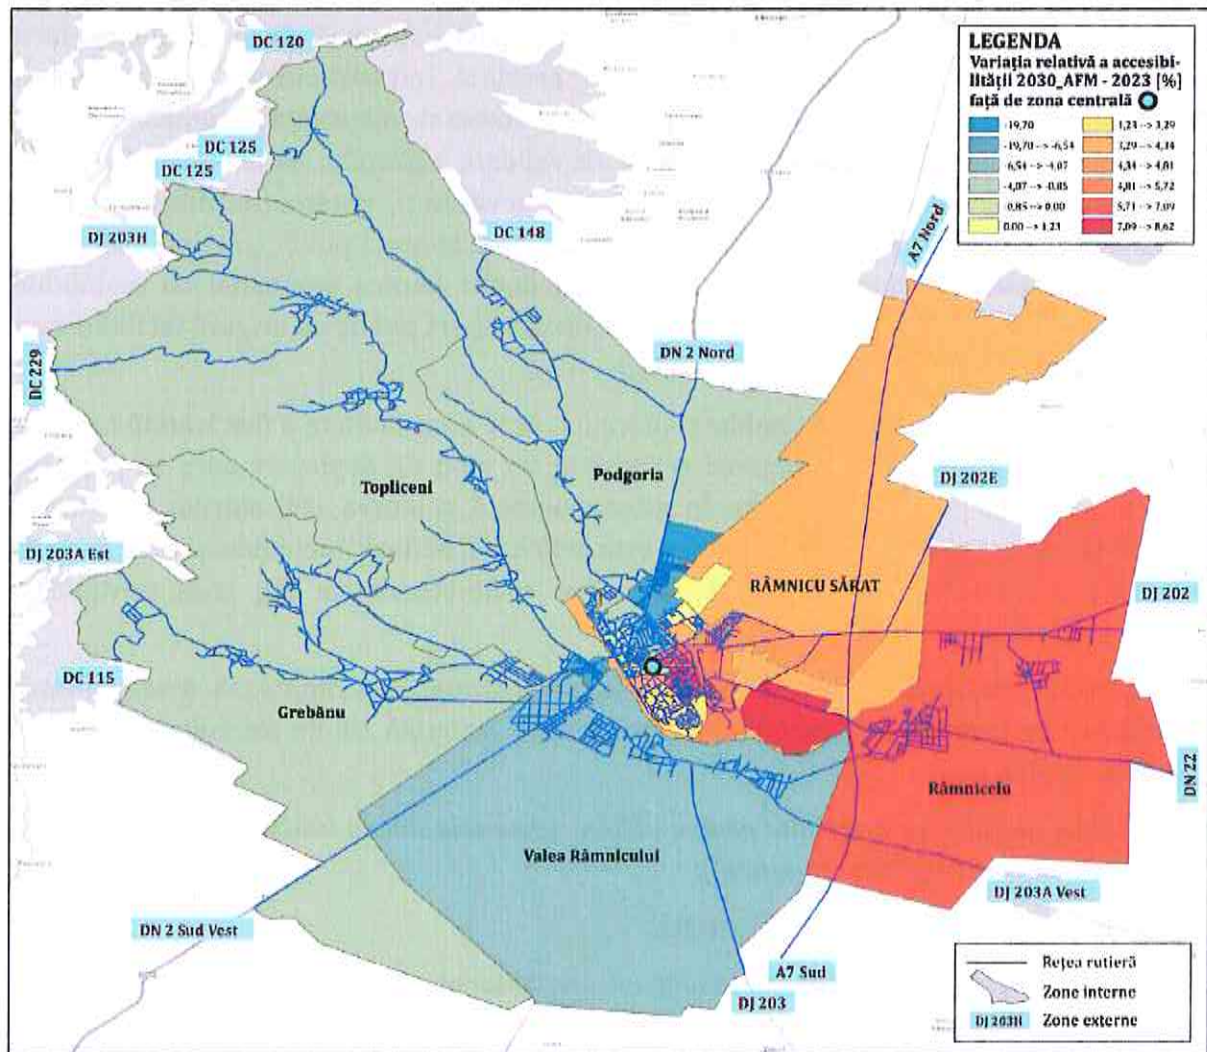 DC 120
DC 125
DC 125
DJ 203H
DC 148
A7 Nord
DC 229
DN 2 Nord
Topliceni
Podgoria
DJ 202E
DJ 203A Est
RÂMNICU SĂRAT
DJ 202
DC 115
Grebănu
DN 22
Râmnicelu
Valea Râmnicului
DJ 203A Vest
DN 2 Sud Vest
A7 Sud
DJ 203
LEGENDA
Variația relativă a accesibi-
lității 2030_AFM - 2023 [%]
față de zona centrală
-19,70
-19,70 --> -6,54
-6,54 --> -4,07
-4,07 --> -0,85
-0,85 --> 0,00
0,00 --> 1,23
1,23 --> 3,29
3,29 --> 4,34
4,34 --> 4,81
4,81 --> 5,72
5,71 --> 7,09
7,09 --> 8,62
Rețea rutieră
Zone interne
DJ 203H Zone externe